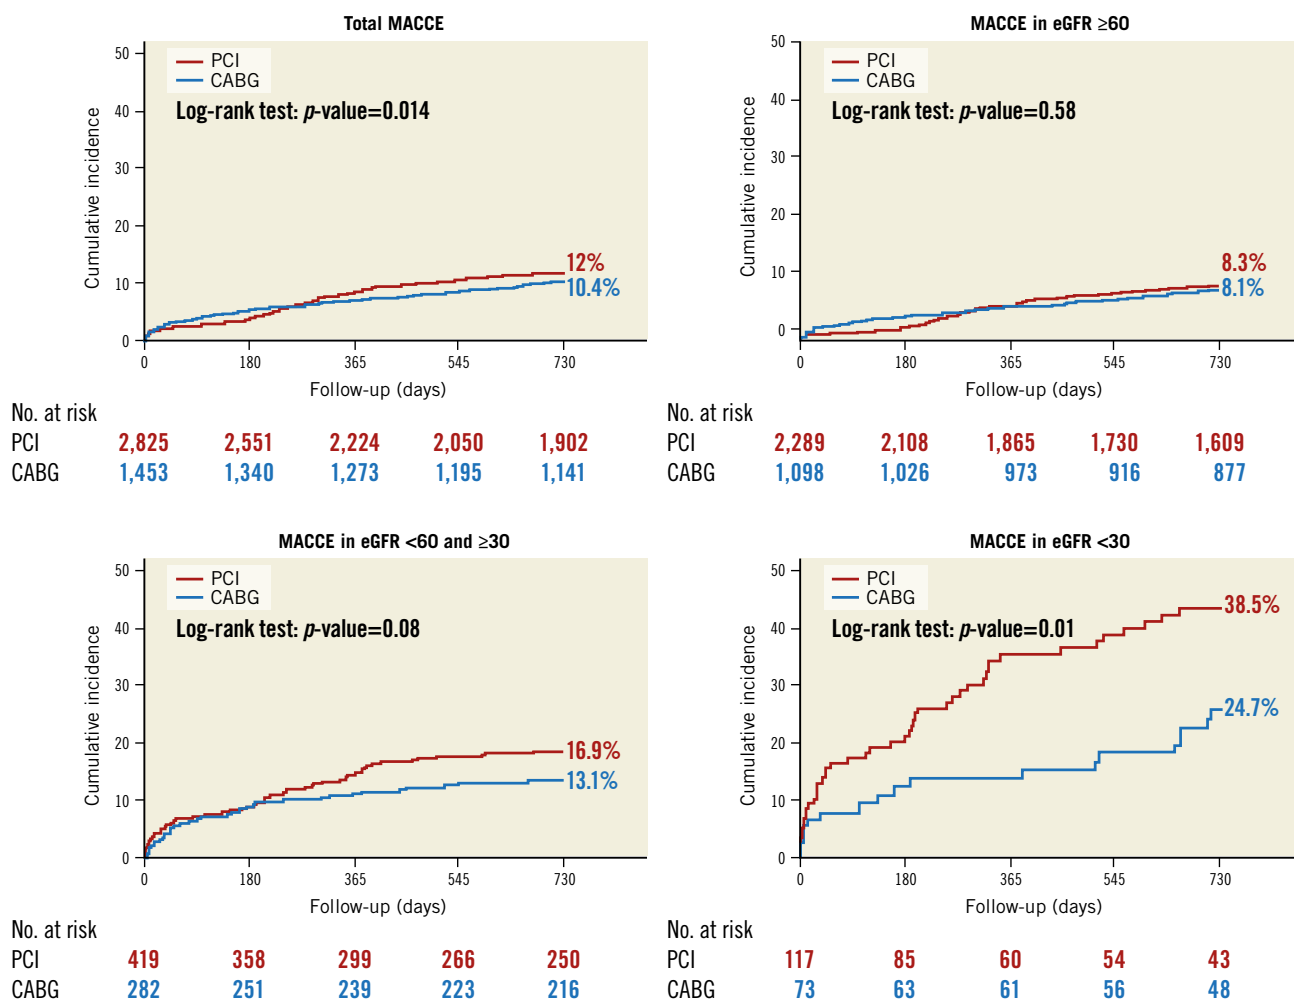 Total MACCE
50
40
30
20
10
0
Cumulative incidence
PCI
CABG
Log-rank test: p-value=0.014
12%
10.4%
0 180 365 545 730
Follow-up (days)
No. at risk
PCI 2,825 2,551 2,224 2,050 1,902
CABG 1,453 1,340 1,273 1,195 1,141
MACCE in eGFR ≥60
50
40
30
20
10
0
Cumulative incidence
PCI
CABG
Log-rank test: p-value=0.58
8.3%
8.1%
0 180 365 545 730
Follow-up (days)
No. at risk
PCI 2,289 2,108 1,865 1,730 1,609
CABG 1,098 1,026 973 916 877
MACCE in eGFR <60 and ≥30
50
40
30
20
10
0
Cumulative incidence
PCI
CABG
Log-rank test: p-value=0.08
16.9%
13.1%
0 180 365 545 730
Follow-up (days)
No. at risk
PCI 419 358 299 266 250
CABG 282 251 239 223 216
MACCE in eGFR <30
50
40
30
20
10
0
Cumulative incidence
PCI
CABG
Log-rank test: p-value=0.01
38.5%
24.7%
0 180 365 545 730
Follow-up (days)
No. at risk
PCI 117 85 60 54 43
CABG 73 63 61 56 48